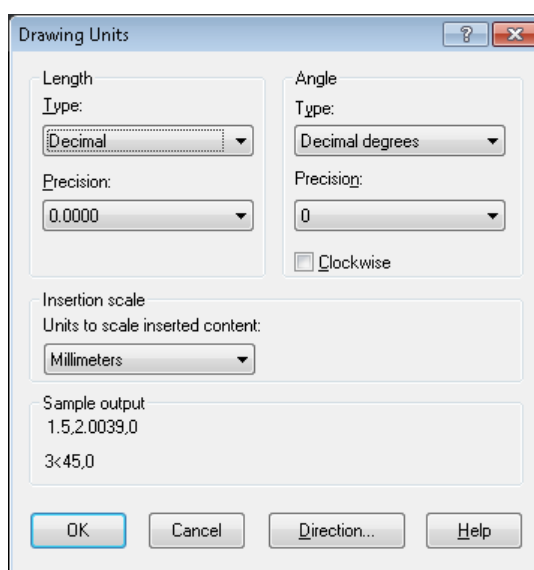 Drawing Units
Length
Type:
Decimal
Precision:
0.0000
Angle
Type:
Decimal degrees
Precision:
0
Clockwise
Insertion scale
Units to scale inserted content:
Millimeters
Sample output
1.5,2.0039,0
3<45,0
OK Cancel Direction... Help